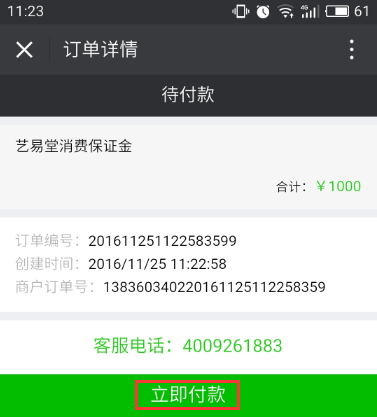 11:23
4G
61
订单详情
待付款
艺易堂消费保证金
合计：￥1000
订单编号：201611251122583599
创建时间：2016/11/25 11:22:58
商户订单号：138360340220161125112258359
客服电话：4009261883
立即付款